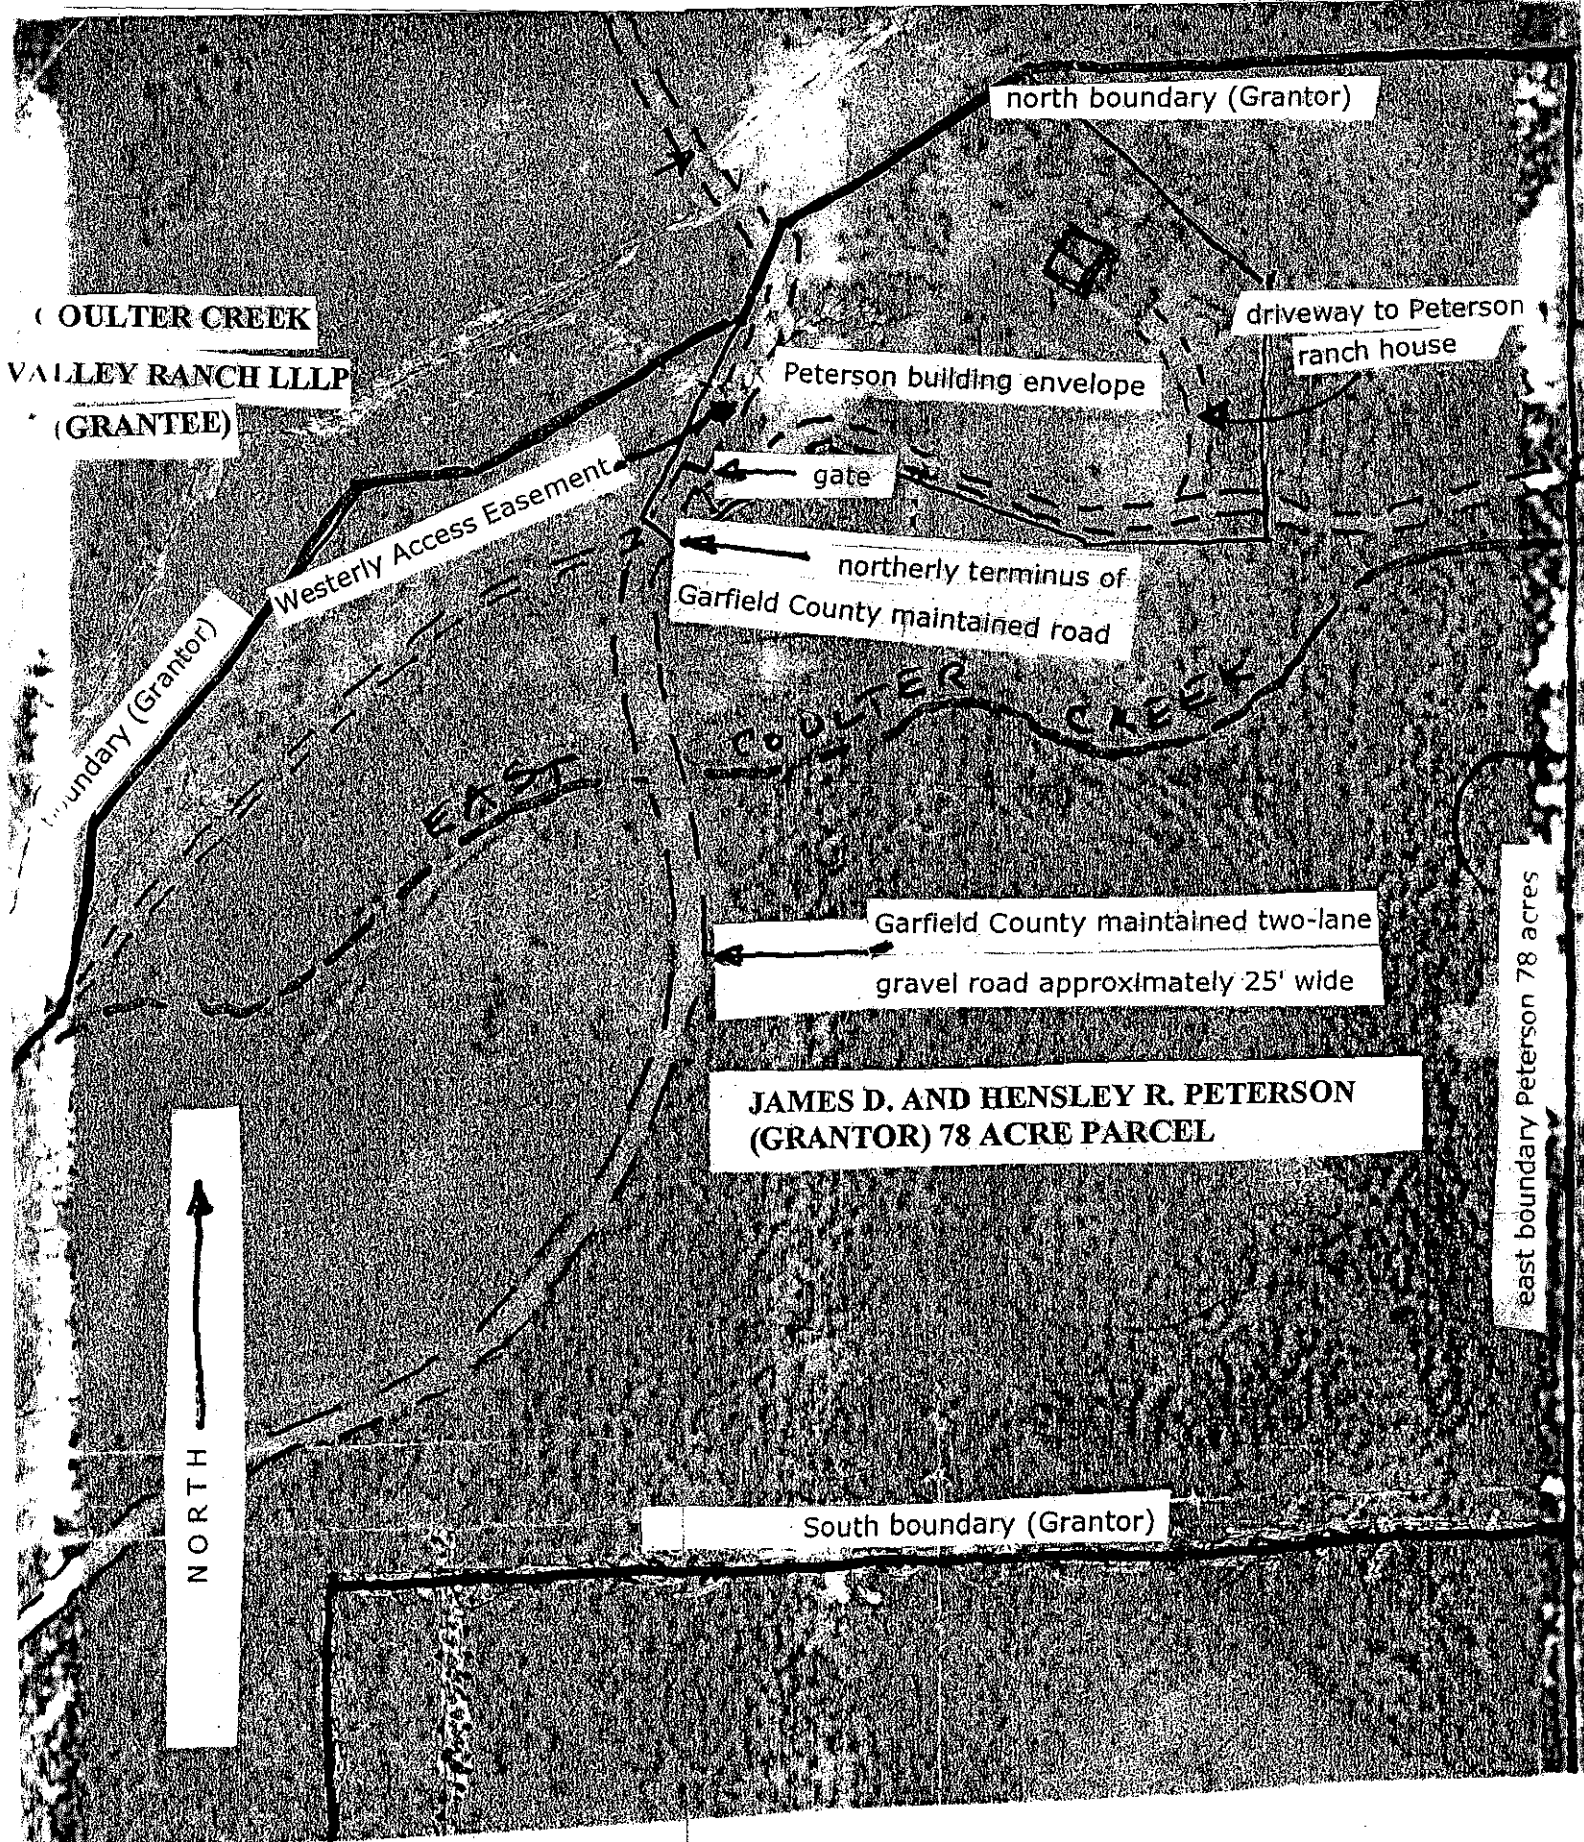 north boundary (Grantor)
driveway to Peterson
ranch house
OULTER CREEK
VALLEY RANCH LLLP
(GRANTEE)
Peterson building envelope
gate
Westerly Access Easement
northerly terminus of
Garfield County maintained road
boundary (Grantor)
EAST COULTER CREEK
Garfield County maintained two-lane
gravel road approximately 25' wide
east boundary Peterson 78 acres
JAMES D. AND HENSLEY R. PETERSON
(GRANTOR) 78 ACRE PARCEL
NORTH
South boundary (Grantor)